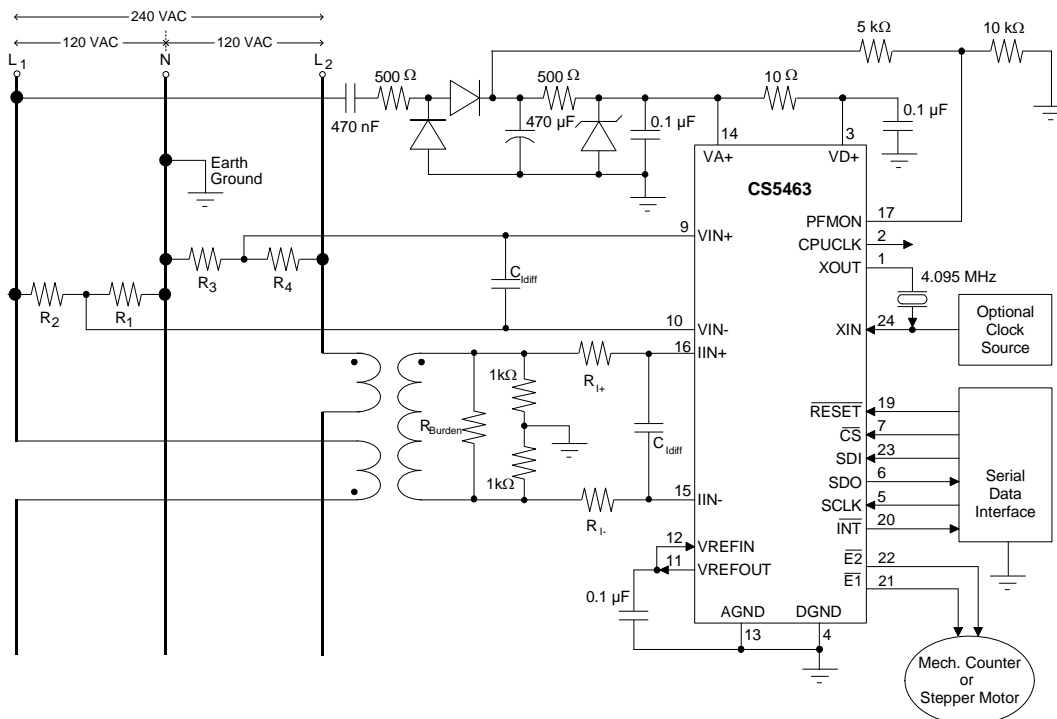 240 VAC
120 VAC
120 VAC
L1
N
L2
5 kΩ
10 kΩ
500 Ω
500 Ω
10 Ω
470 nF
470 µF
0.1 µF
0.1 µF
14
3
VA+
VD+
Earth
Ground
CS5463
PFMON
17
CPUCLK
2
XOUT
1
4.095 MHz
XIN
24
Optional
Clock
Source
9
VIN+
R3
R4
CIdiff
R2
R1
10
VIN-
16
IIN+
1kΩ
RI+
RBurden
CIdiff
1kΩ
15
IIN-
RI-
RESET
19
CS
7
SDI
23
SDO
6
SCLK
5
INT
20
Serial
Data
Interface
12
VREFIN
11
VREFOUT
0.1 µF
E2
22
E1
21
AGND
DGND
13
4
Mech. Counter
or
Stepper Motor